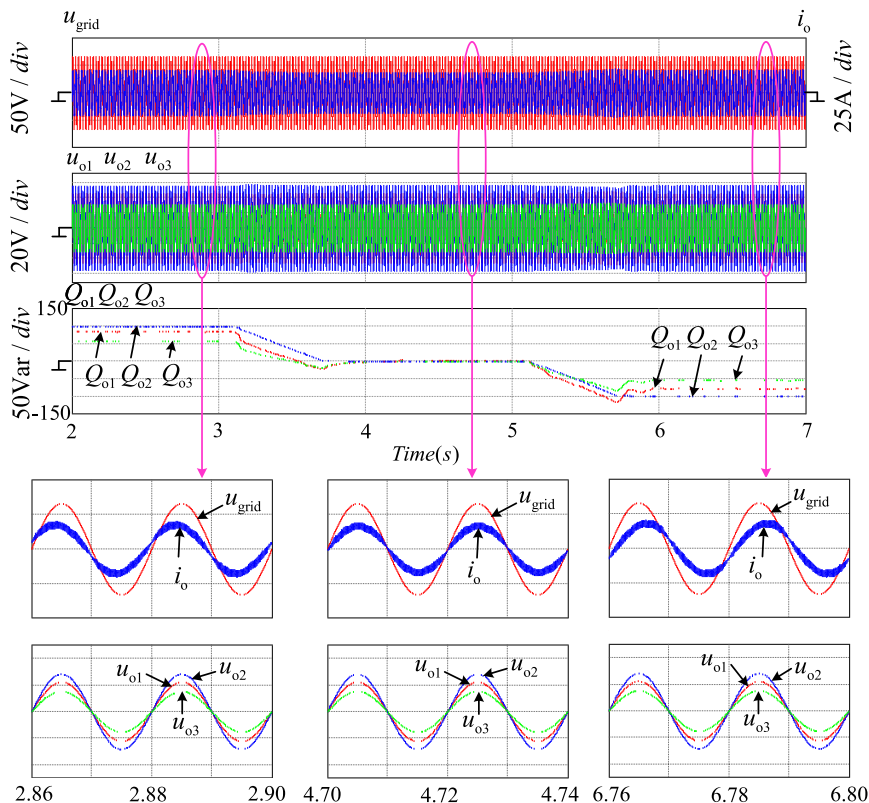 u_grid i_o
50V / div 25A / div
u_o1 u_o2 u_o3
20V / div
150
Q_o1 Q_o2 Q_o3
50Var / div
Q_o1 Q_o2 Q_o3
Q_o1 Q_o2 Q_o3
-150
2 3 4 5 6 7
Time(s)
u_grid u_grid u_grid
i_o i_o i_o
u_o1 u_o2 u_o1 u_o2 u_o1 u_o2
u_o3 u_o3 u_o3
2.86 2.88 2.90 4.70 4.72 4.74 6.76 6.78 6.80